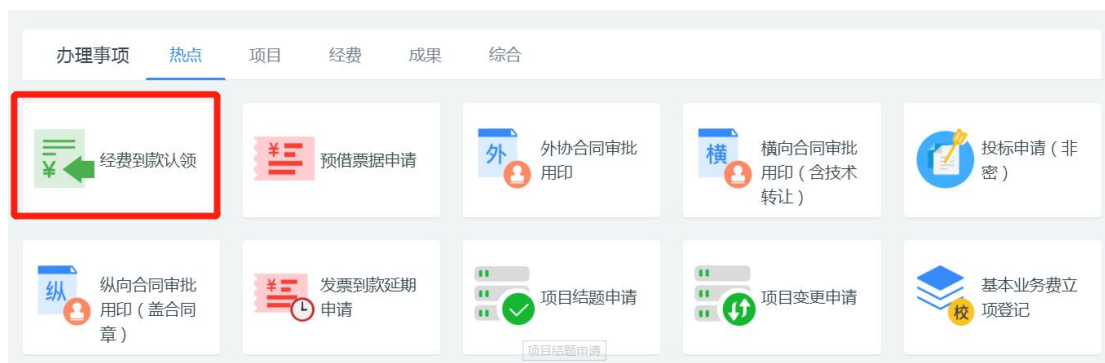 办理事项 热点 项目 经费 成果 综合
¥ 经费到款认领
¥ 预借票据申请
外 外协合同审批
用印
横 横向合同审批
用印（含技术
转让）
投标申请（非
密）
纵 纵向合同审批
用印（盖合同
章）
¥ 发票到款延期
申请
项目结题申请
项目变更申请
校 基本业务费立
项登记
项目结题申请